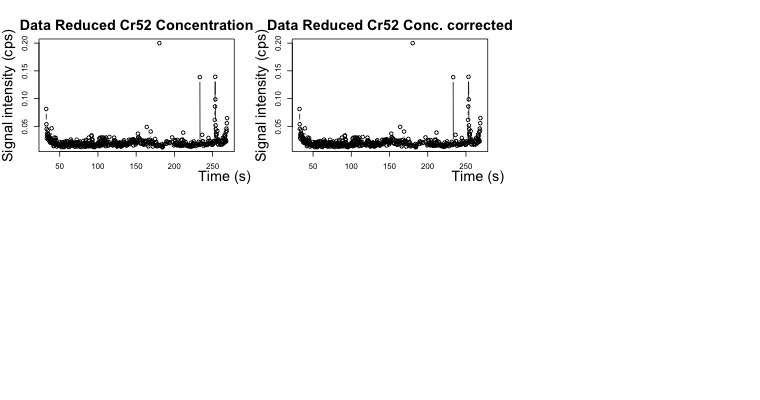 Data Reduced Cr52 Concentration
Signal intensity (cps)
0.20
0.15
0.10
0.05
50 100 150 200 250
Time (s)
Data Reduced Cr52 Conc. corrected
Signal intensity (cps)
0.20
0.15
0.10
0.05
50 100 150 200 250
Time (s)